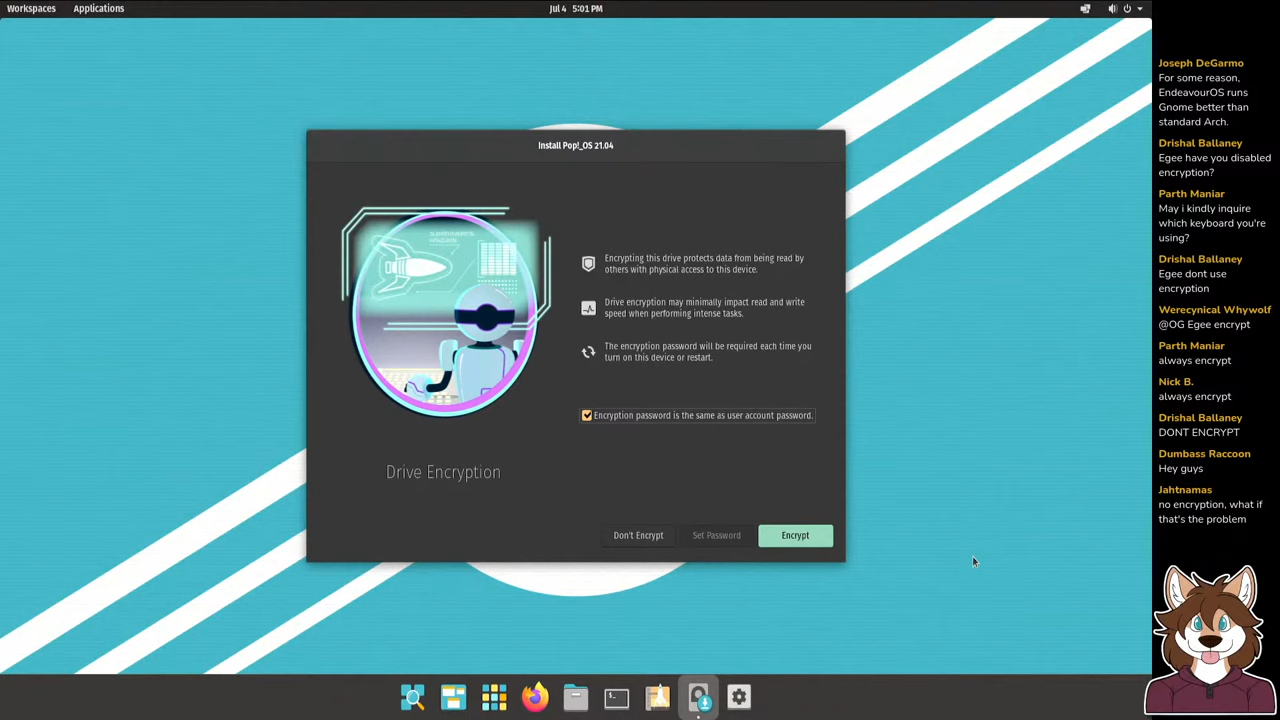 Workspaces
Applications
Jul 4 5:01 PM
Install Pop!_OS 21.04
Encrypting this drive protects data from being read by
others with physical access to this device.
Drive encryption may minimally impact read and write
speed when performing intense tasks.
The encryption password will be required each time you
turn on this device or restart.
Encryption password is the same as user account password.
Drive Encryption
Don't Encrypt
Set Password
Encrypt
Joseph DeGarmo
For some reason,
EndeavourOS runs
Gnome better than
standard Arch.
Drishal Ballaney
Egee have you disabled
encryption?
Parth Maniar
May i kindly inquire
which keyboard you're
using?
Drishal Ballaney
Egee dont use
encryption
Werecynical Whywolf
@OG Egee encrypt
Parth Maniar
always encrypt
Nick B.
always encrypt
Drishal Ballaney
DONT ENCRYPT
Dumbass Raccoon
Hey guys
Jahtnamas
no encryption, what if
that's the problem